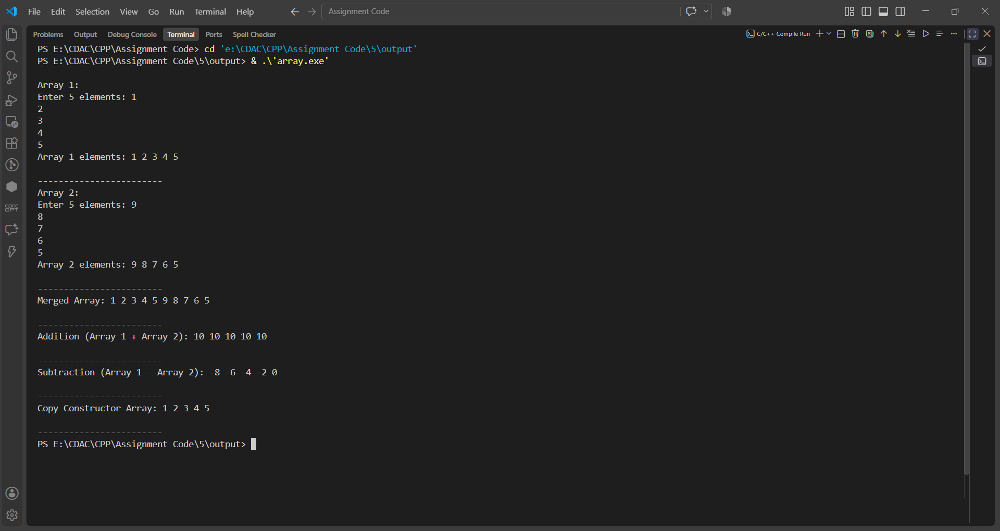 File Edit Selection View Go Run Terminal Help
Assignment Code
Problems Output Debug Console Terminal Ports Spell Checker
C/C++ Compile Run
PS E:\CDAC\CPP\Assignment Code> cd 'e:\CDAC\CPP\Assignment Code\5\output'
PS E:\CDAC\CPP\Assignment Code\5\output> & .\'array.exe'
Array 1:
Enter 5 elements: 1
2
3
4
5
Array 1 elements: 1 2 3 4 5
------------------------
Array 2:
Enter 5 elements: 9
8
7
6
5
Array 2 elements: 9 8 7 6 5
------------------------
Merged Array: 1 2 3 4 5 9 8 7 6 5
------------------------
Addition (Array 1 + Array 2): 10 10 10 10 10
------------------------
Subtraction (Array 1 - Array 2): -8 -6 -4 -2 0
------------------------
Copy Constructor Array: 1 2 3 4 5
------------------------
PS E:\CDAC\CPP\Assignment Code\5\output>
CODE
GPT